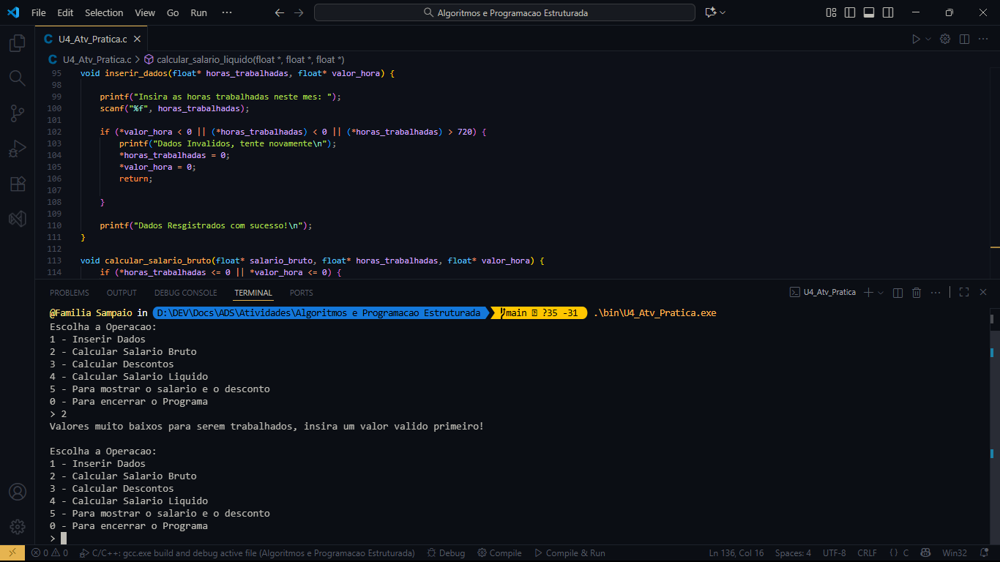 File Edit Selection View Go Run ··· Algoritmos e Programacao Estruturada
C U4_Atv_Pratica.c
C U4_Atv_Pratica.c > calcular_salario_liquido(float *, float *, float *)
95 void inserir_dados(float* horas_trabalhadas, float* valor_hora) {
98
99 printf("Insira as horas trabalhadas neste mes: ");
100 scanf("%f", horas_trabalhadas);
101
102 if (*valor_hora < 0 || (*horas_trabalhadas) < 0 || (*horas_trabalhadas) > 720) {
103 printf("Dados Invalidos, tente novamente\n");
104 *horas_trabalhadas = 0;
105 *valor_hora = 0;
106 return;
107
108 }
109
110 printf("Dados Resgistrados com sucesso!\n");
111 }
112
113 void calcular_salario_bruto(float* salario_bruto, float* horas_trabalhadas, float* valor_hora) {
114 if (*horas_trabalhadas <= 0 || *valor_hora <= 0) {
PROBLEMS OUTPUT DEBUG CONSOLE TERMINAL PORTS U4_Atv_Pratica
@Familia Sampaio in D:\DEV\Docs\ADS\Atividades\Algoritmos e Programacao Estruturada main ?35 -31 .\bin\U4_Atv_Pratica.exe
Escolha a Operacao:
1 - Inserir Dados
2 - Calcular Salario Bruto
3 - Calcular Descontos
4 - Calcular Salario Liquido
5 - Para mostrar o salario e o desconto
0 - Para encerrar o Programa
> 2
Valores muito baixos para serem trabalhados, insira um valor valido primeiro!
Escolha a Operacao:
1 - Inserir Dados
2 - Calcular Salario Bruto
3 - Calcular Descontos
4 - Calcular Salario Liquido
5 - Para mostrar o salario e o desconto
0 - Para encerrar o Programa
>
0 0 C/C++: gcc.exe build and debug active file (Algoritmos e Programacao Estruturada) Debug Compile Compile & Run Ln 136, Col 16 Spaces: 4 UTF-8 CRLF {} C Win32